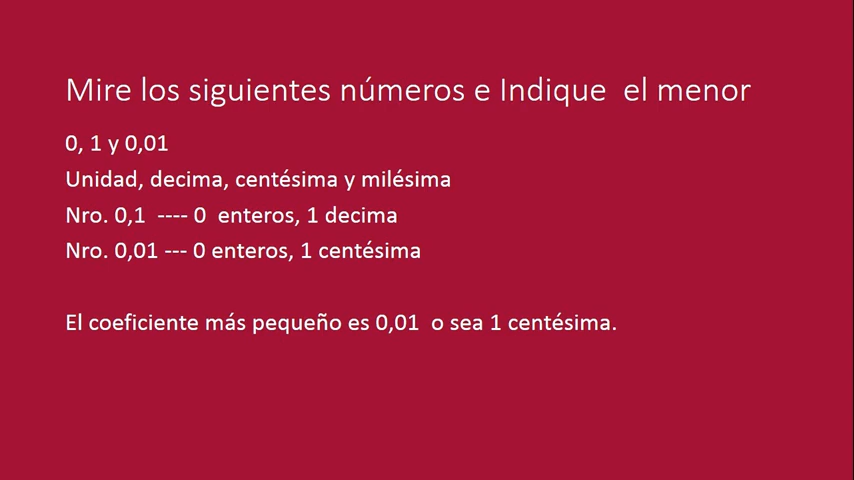 Mire los siguientes números e Indique  el menor
0, 1 y 0,01
Unidad, decima, centésima y milésima
Nro. 0,1  ---- 0  enteros, 1 decima
Nro. 0,01 --- 0 enteros, 1 centésima
El coeficiente más pequeño es 0,01  o sea 1 centésima.